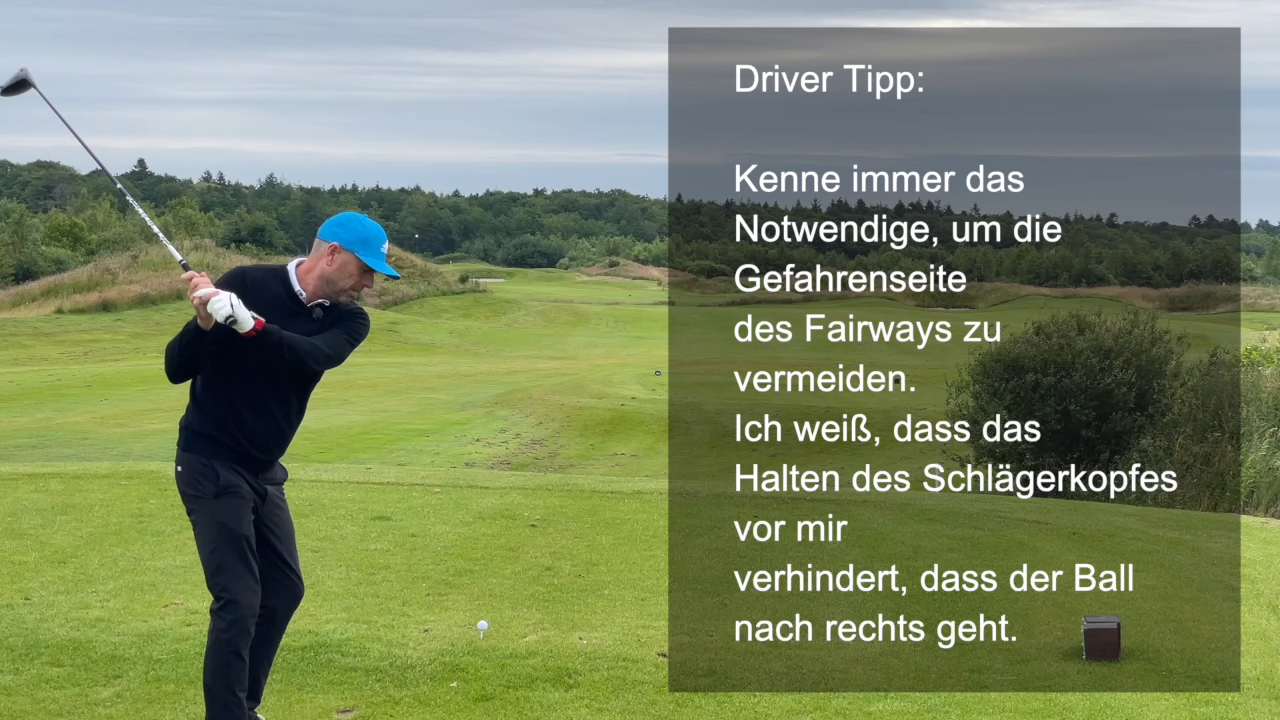 Driver Tipp:
Kenne immer das
Notwendige, um die
Gefahrenseite
des Fairways zu
vermeiden.
Ich weiß, dass das
Halten des Schlägerkopfes
vor mir
verhindert, dass der Ball
nach rechts geht.